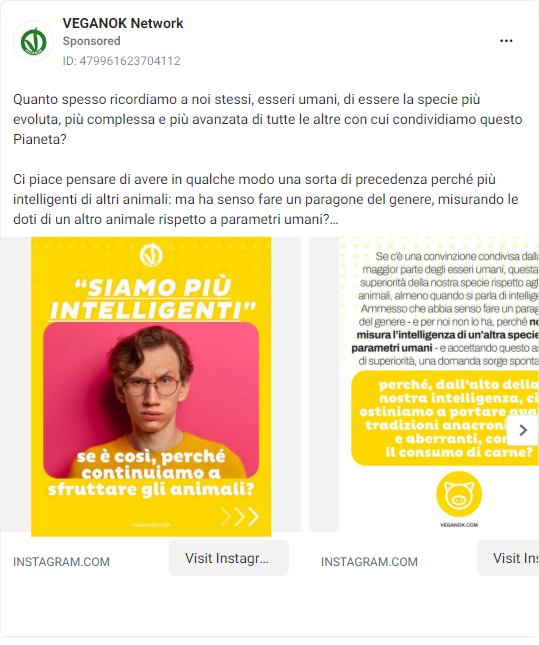 VEGANOK Network
Sponsored
ID: 479961623704112
Quanto spesso ricordiamo a noi stessi, esseri umani, di essere la specie più
evoluta, più complessa e più avanzata di tutte le altre con cui condividiamo questo
Pianeta?
Ci piace pensare di avere in qualche modo una sorta di precedenza perché più
intelligenti di altri animali: ma ha senso fare un paragone del genere, misurando le
doti di un altro animale rispetto a parametri umani?...
“SIAMO PIÙ
INTELLIGENTI”
se è così, perché
continuiamo a
sfruttare gli animali?
VEGANOK.COM
INSTAGRAM.COM
Visit Instagr...
Se c'è una convinzione condivisa dalla
maggior parte degli esseri umani, questa
superiorità della nostra specie rispetto agl
animali, almeno quando si parla di intellige
Ammesso che abbia senso fare un parag
del genere - e per noi non lo ha, perché no
misura l'intelligenza di un'altra specie
parametri umani - e accettando questo as
di superiorità, una domanda sorge sponta
perché, dall'alto della
nostra intelligenza, ci
ostiniamo a portare
tradizioni anacroni
e aberranti, con
il consumo di carne?
VEGANOK.COM
INSTAGRAM.COM
Visit Ins